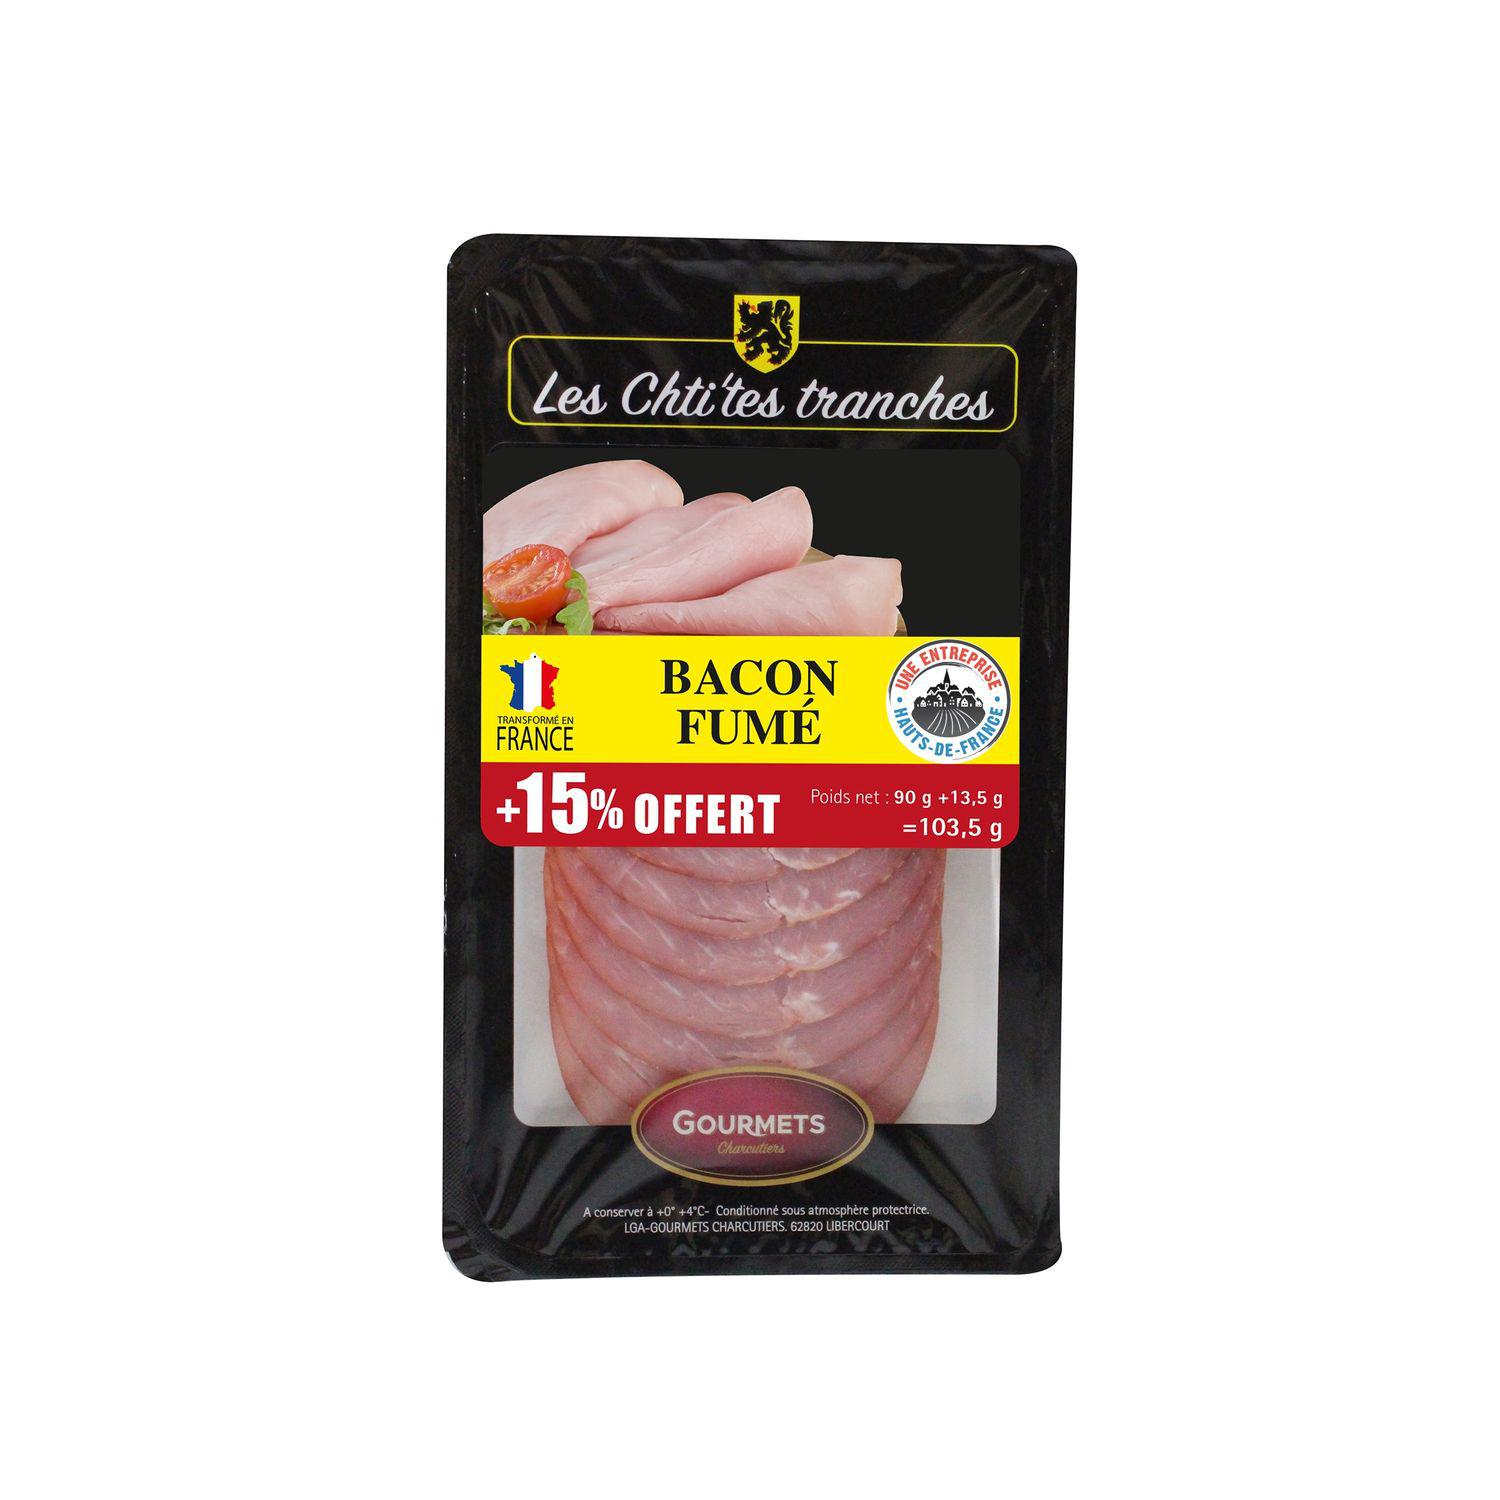 Les Chti'tes tranches
TRANSFORMÉ EN
FRANCE
BACON
FUMÉ
UNE ENTREPRISE
HAUTS-DE-FRANCE
+15% OFFERT
Poids net : 90 g +13,5 g
=103,5 g
GOURMETS
Charcutiers
A conserver à +0° +4°C- Conditionné sous atmosphère protectrice.
LGA-GOURMETS CHARCUTIERS. 62820 LIBERCOURT